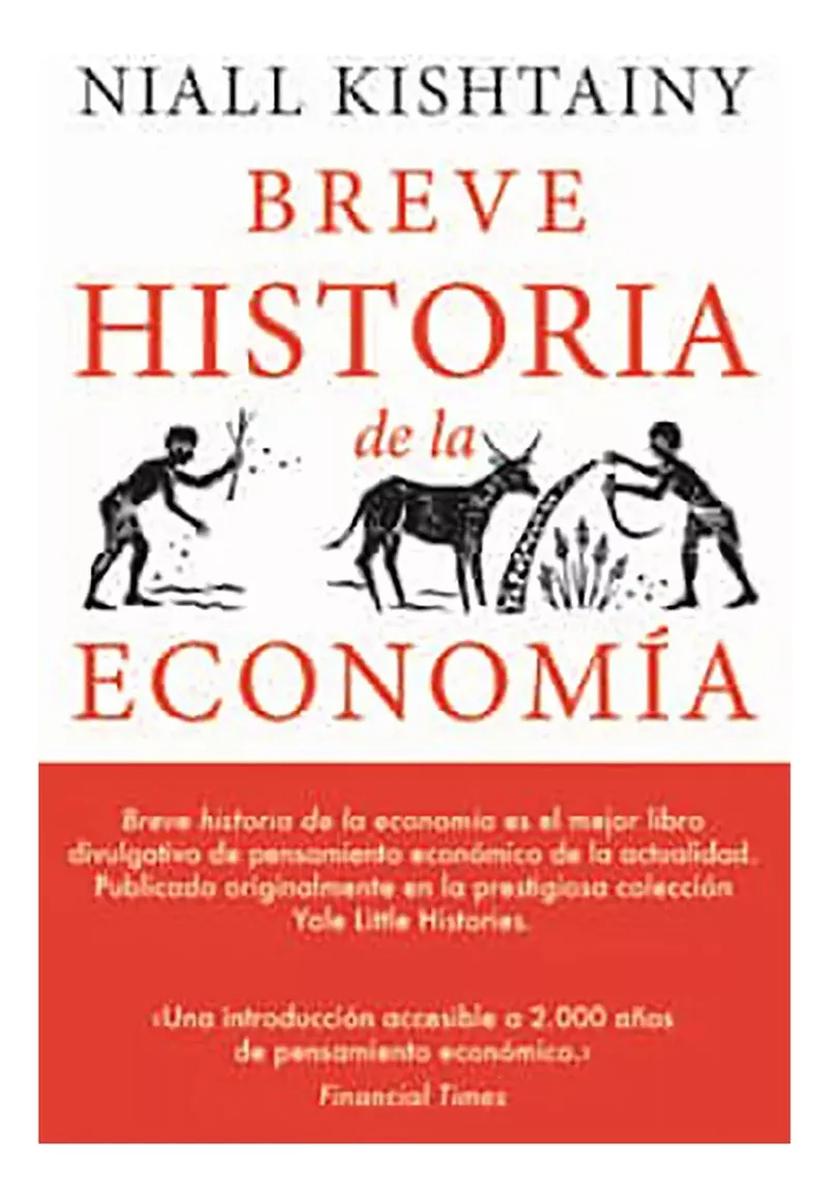 NIALL KISHTAINY
BREVE
HISTORIA
de la
ECONOMÍA
Breve historia de la economía es el mejor libro
divulgativo de pensamiento económico de la actualidad.
Publicado originalmente en la prestigiosa colección
Yale Little Histories.
«Una introducción accesible a 2.000 años
de pensamiento económico.»
Financial Times